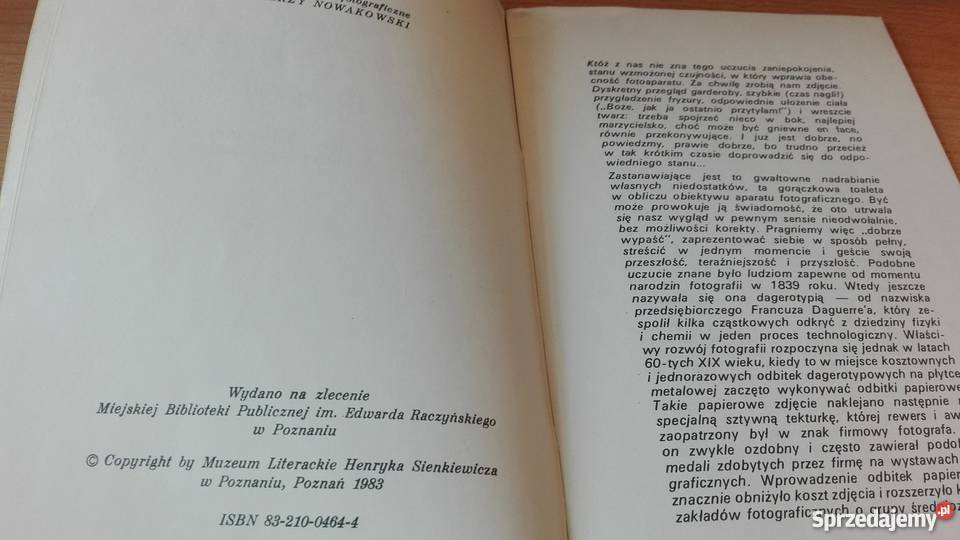 NOWAKOWSKI
Wydano na zlecenie
Miejskiej Biblioteki Publicznej im. Edwarda Raczyńskiego
w Poznaniu
© Copyright by Muzeum Literackie Henryka Sienkiewicza
w Poznaniu, Poznań 1983
ISBN 83-210-0464-4
Któż z nas nie zna tego uczucia zaniepokojenia,
stanu wzmożonej czujności, w który wprawia obe-
cność fotoaparatu. Za chwilę zrobią nam zdjęcie.
Dyskretny przegląd garderoby, szybkie (czas nagli!)
przygładzenie fryzury, odpowiednie ułożenie ciała
(„Boże, jak ja ostatnio przytyłam!") i wreszcie
twarz: trzeba spojrzeć nieco w bok, najlepiej
marzycielsko, choć może być gniewne en face,
równie przekonywujące. I już jest dobrze, no
powiedzmy, prawie dobrze, bo trudno przecież
w tak krótkim czasie doprowadzić się do odpo-
wiedniego stanu...
Zastanawiające jest to gwałtowne nadrabianie
własnych niedostatków, ta gorączkowa toaleta
w obliczu obiektywu aparatu fotograficznego. Być
może prowokuje ją świadomość, że oto utrwala
się nasz wygląd w pewnym sensie nieodwołalnie,
bez możliwości korekty. Pragniemy więc „dobrze
wypaść", zaprezentować siebie w sposób pełny,
streścić w jednym momencie i geście swoją
przeszłość, teraźniejszość i przyszłość. Podobne
uczucie znane było ludziom zapewne od momentu
narodzin fotografii w 1839 roku. Wtedy jeszcze
nazywała się ona dagerotypią — od nazwiska
przedsiębiorczego Francuza Daguerre'a, który ze-
spolił kilka cząstkowych odkryć z dziedziny fizyki
i chemii w jeden proces technologiczny. Właści-
wy rozwój fotografii rozpoczyna się jednak w latach
60-tych XIX wieku, kiedy to w miejsce kosztownych
i jednorazowych odbitek dagerotypowych na płytce
metalowej zaczęto wykonywać odbitki papierowe
Takie papierowe zdjęcie naklejano następnie
specjalną sztywną tekturkę, której rewers i aw
zaopatrzony był w znak firmowy fotografa.
on zwykle ozdobny i często zawierał podob
medali zdobytych przez firmę na wystawach
graficznych. Wprowadzenie odbitek papier
znacznie obniżyło koszt zdjęcia i rozszerzyło k
zakładów fotograficznych o grupy
Sprzedajemy.pl